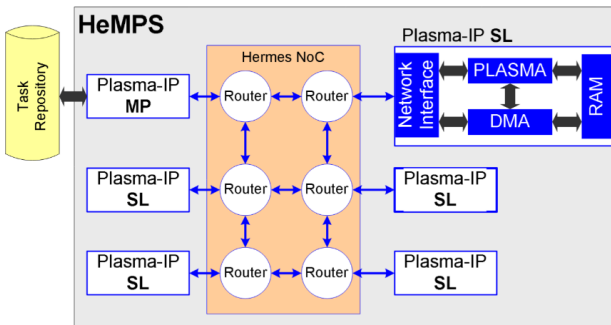 HeMPS
Task
Repository
Plasma-IP
MP
Hermes NoC
Router
Router
Plasma-IP SL
Network
Interface
PLASMA
DMA
RAM
Plasma-IP
SL
Router
Router
Plasma-IP
SL
Plasma-IP
SL
Router
Router
Plasma-IP
SL